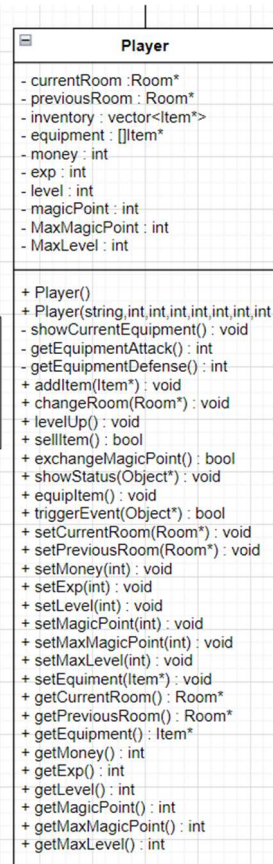 Player
- currentRoom :Room*
- previousRoom : Room*
- inventory : vector<Item*>
- equipment : []Item*
- money : int
- exp : int
- level : int
- magicPoint : int
- MaxMagicPoint : int
- MaxLevel : int
+ Player()
+ Player(string,int,int,int,int,int,int,int
- showCurrentEquipment() : void
- getEquipmentAttack() : int
- getEquipmentDefense() : int
+ addItem(Item*) : void
+ changeRoom(Room*) : void
+ levelUp() : void
+ sellItem() : bool
+ exchangeMagicPoint() : bool
+ showStatus(Object*) : void
+ equipItem() : void
+ triggerEvent(Object*) : bool
+ setCurrentRoom(Room*) : void
+ setPreviousRoom(Room*) : void
+ setMoney(int) : void
+ setExp(int) : void
+ setLevel(int) : void
+ setMagicPoint(int) : void
+ setMaxMagicPoint(int) : void
+ setMaxLevel(int) : void
+ setEquiment(Item*) : void
+ getCurrentRoom() : Room*
+ getPreviousRoom() : Room*
+ getEquipment() : Item*
+ getMoney() : int
+ getExp() : int
+ getLevel() : int
+ getMagicPoint() : int
+ getMaxMagicPoint() : int
+ getMaxLevel() : int